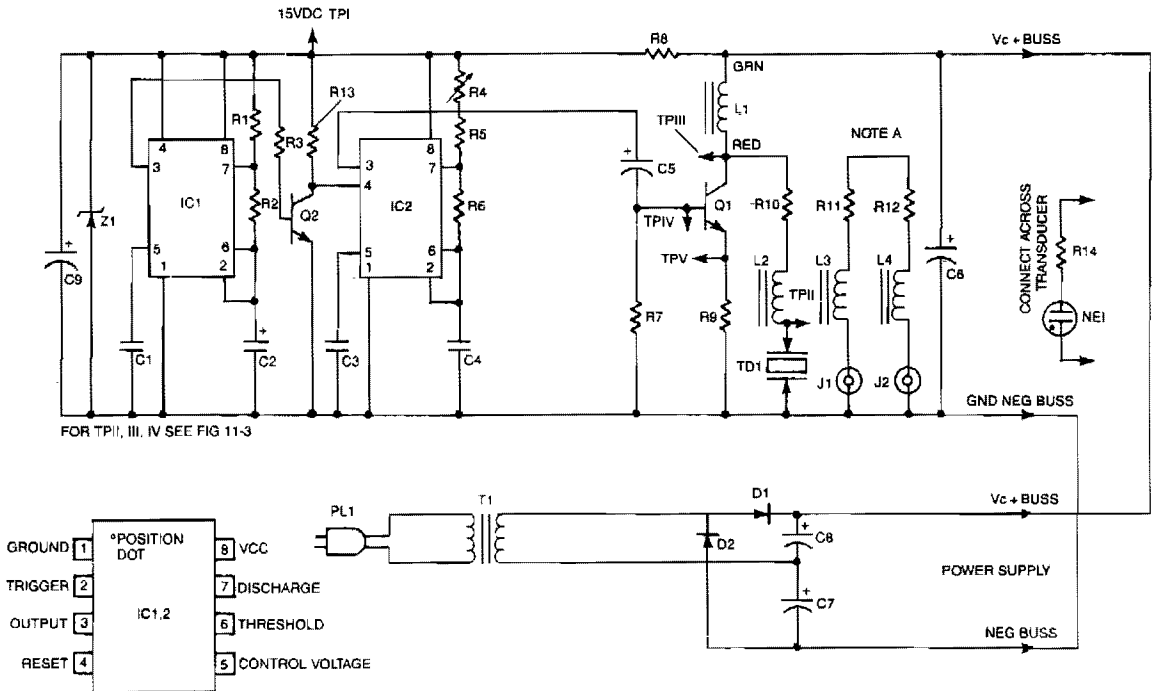 15VDC TPI
R8
Vc + BUSS
GRN
R4
R13
L1
R1
R3
R5
TPIII
RED
NOTE A
4
8
3
7
IC1
R2
5
6
1
2
Q2
8
3
7
4
IC2
R6
5
6
1
2
C5
Q1
TPIV
TPV
R10
R11
R12
Z1
+
C9
L2
TPII
L3
L4
+
C6
CONNECT ACROSS
TRANSDUCER
R14
NE1
R7
R9
C1
+
C2
C3
C4
TD1
J1
J2
GND NEG BUSS
FOR TPII, III, IV SEE FIG 11-3
PL1
T1
D1
Vc + BUSS
D2
+
C8
POWER SUPPLY
+
C7
NEG BUSS
°POSITION
DOT
GROUND 1
8 VCC
TRIGGER 2
7 DISCHARGE
IC1,2
OUTPUT 3
6 THRESHOLD
RESET 4
5 CONTROL VOLTAGE